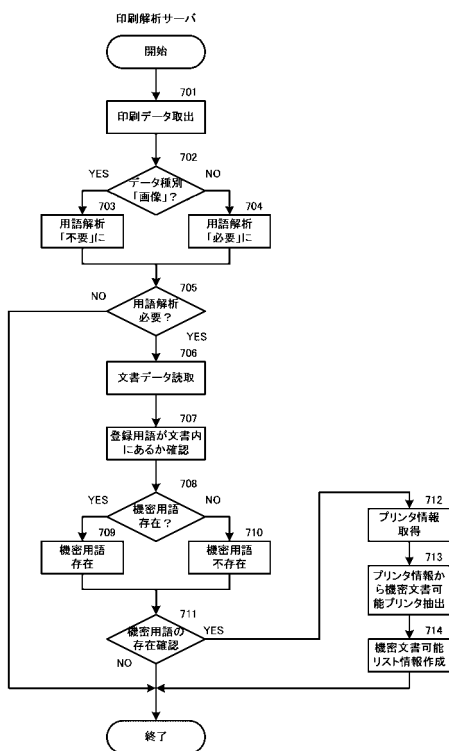 印刷解析サーバ
開始
701
印刷データ取出
702
YES
データ種別
「画像」?
NO
703
用語解析
「不要」に
704
用語解析
「必要」に
705
NO
用語解析
必要?
YES
706
文書データ読取
707
登録用語が文書内
にあるか確認
708
YES
機密用語
存在?
NO
709
機密用語
存在
710
機密用語
不存在
711
機密用語の
存在確認
YES
NO
712
プリンタ情報
取得
713
プリンタ情報か
ら機密文書可
能プリンタ抽出
714
機密文書可能
リスト情報作成
終了